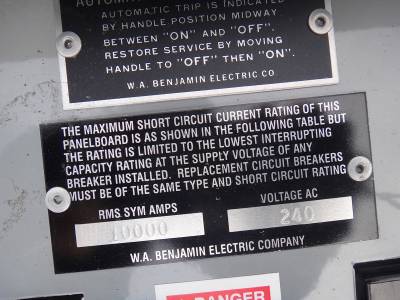 AUTOMATIC TRIP IS INDICATED
BY HANDLE POSITION MIDWAY
BETWEEN "ON" AND "OFF".
RESTORE SERVICE BY MOVING
HANDLE TO "OFF" THEN "ON".
W.A. BENJAMIN ELECTRIC CO
THE MAXIMUM SHORT CIRCUIT CURRENT RATING OF THIS
PANELBOARD IS AS SHOWN IN THE FOLLOWING TABLE BUT
THE RATING IS LIMITED TO THE LOWEST INTERRUPTING
CAPACITY RATING AT THE SUPPLY VOLTAGE OF ANY
BREAKER INSTALLED. REPLACEMENT CIRCUIT BREAKERS
MUST BE OF THE SAME TYPE AND SHORT CIRCUIT RATING
RMS SYM AMPS VOLTAGE AC
10000 240
W.A. BENJAMIN ELECTRIC COMPANY
DANGER